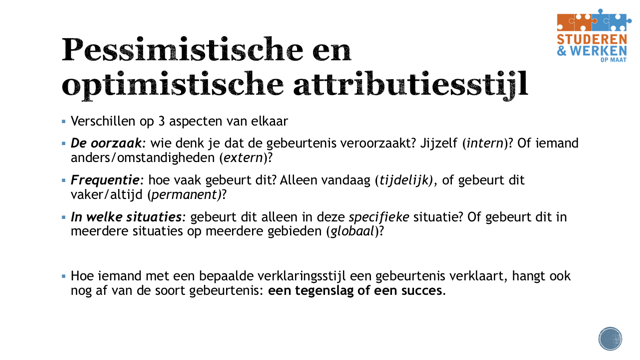 STUDEREN
& WERKEN
OP MAAT
Pessimistische en
optimistische attributiesstijl
▪ Verschillen op 3 aspecten van elkaar
▪ De oorzaak: wie denk je dat de gebeurtenis veroorzaakt? Jijzelf (intern)? Of iemand
anders/omstandigheden (extern)?
▪ Frequentie: hoe vaak gebeurt dit? Alleen vandaag (tijdelijk), of gebeurt dit
vaker/altijd (permanent)?
▪ In welke situaties: gebeurt dit alleen in deze specifieke situatie? Of gebeurt dit in
meerdere situaties op meerdere gebieden (globaal)?
▪ Hoe iemand met een bepaalde verklaringsstijl een gebeurtenis verklaart, hangt ook
nog af van de soort gebeurtenis: een tegenslag of een succes.